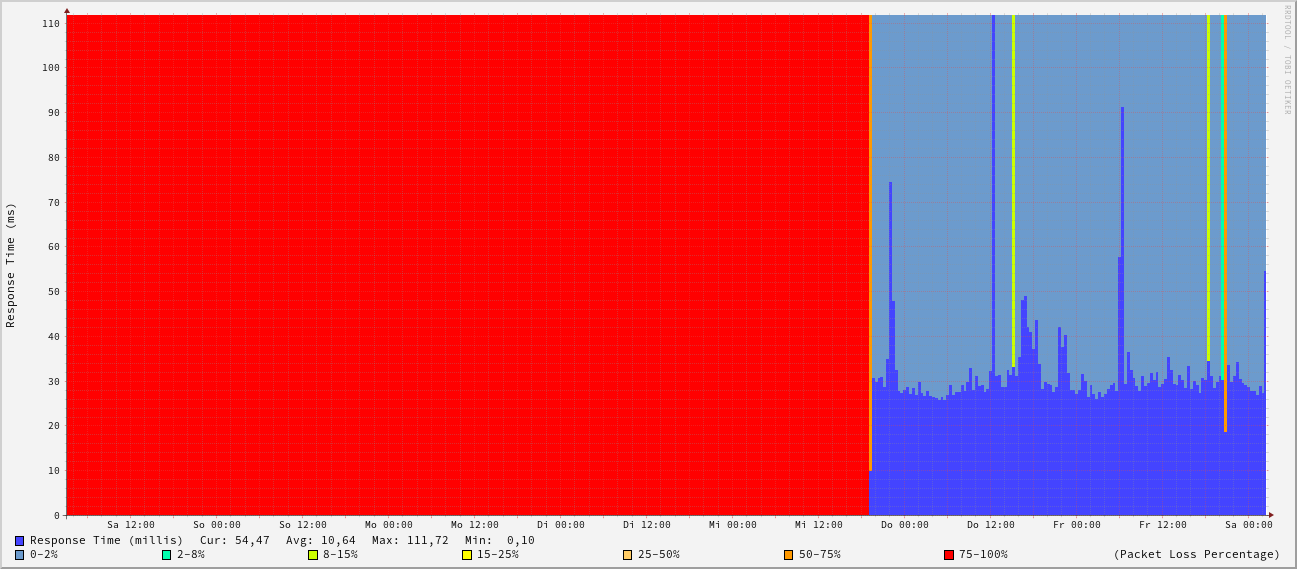 RRDTOOL / TOBI OETIKER
Response Time (ms)
110
100
90
80
70
60
50
40
30
20
10
0
Sa 12:00 So 00:00 So 12:00 Mo 00:00 Mo 12:00 Di 00:00 Di 12:00 Mi 00:00 Mi 12:00 Do 00:00 Do 12:00 Fr 00:00 Fr 12:00 Sa 00:00
Response Time (millis) Cur: 54,47 Avg: 10,64 Max: 111,72 Min: 0,10
0-2% 2-8% 8-15% 15-25% 25-50% 50-75% 75-100% (Packet Loss Percentage)